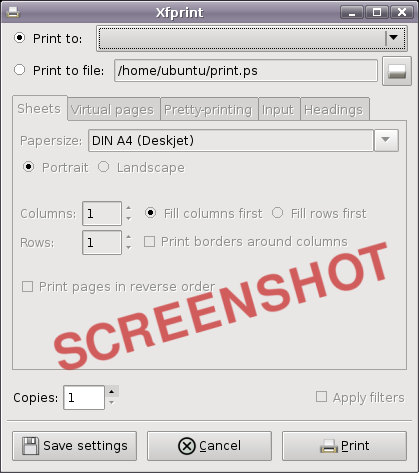 Xfprint
Print to:
Print to file: /home/ubuntu/print.ps
Sheets Virtual pages Pretty-printing Input Headings
Papersize: DIN A4 (Deskjet)
Portrait Landscape
Columns: 1 Fill columns first Fill rows first
Rows: 1 Print borders around columns
Print pages in reverse order
SCREENSHOT
Copies: 1 Apply filters
Save settings Cancel Print